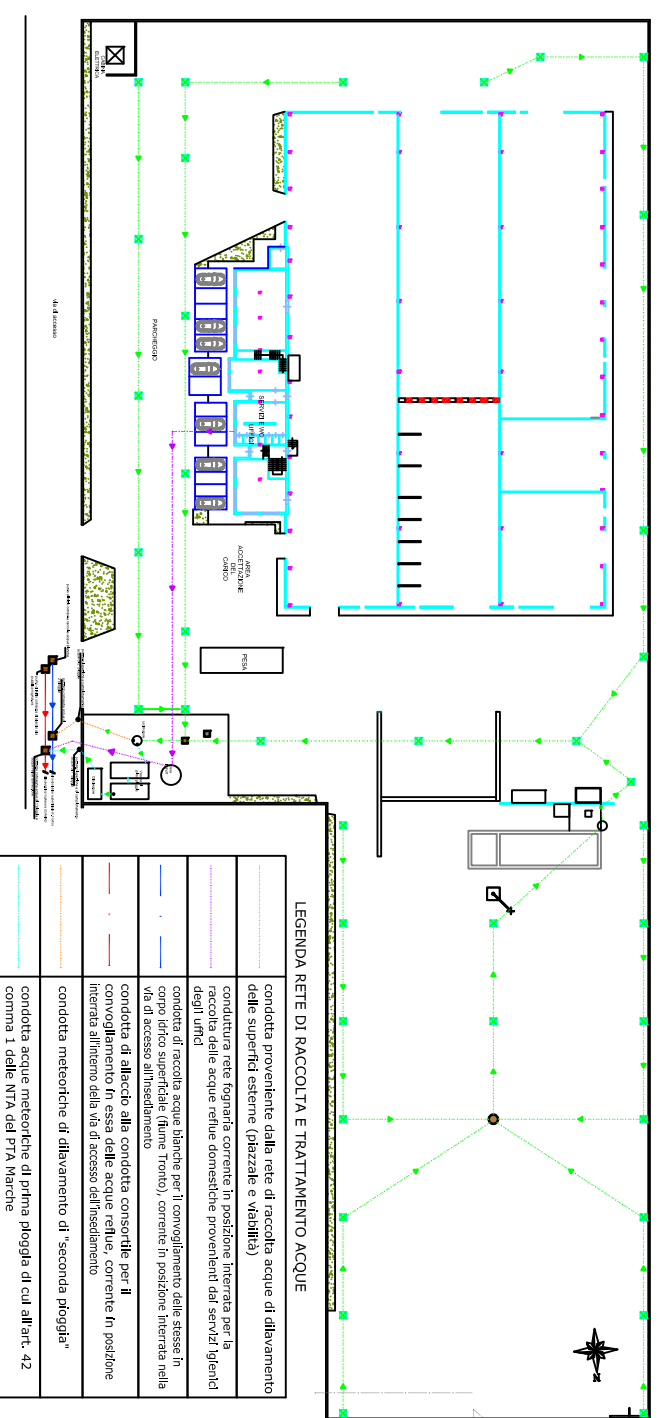 CABINA
ELETTRICA
via di accesso
PARCHEGGIO
SERVIZI E WC
UFFICI
AREA
ACCETTAZIONE
DEL
CARICO
PESA
N
LEGENDA RETE DI RACCOLTA E TRATTAMENTO ACQUE
condotta proveniente dalla rete di raccolta acque di dilavamento
delle superfici esterne (piazzale e viabilità)
conduttura rete fognaria corrente in posizione interrata per la
raccolta delle acque reflue domestiche provenienti dai servizi igienici
degli uffici
condotta di raccolta acque bianche per il convogliamento delle stesse in
corpo idrico superficiale (fiume Tronto), corrente in posizione interrata nella
via di accesso all'insediamento
condotta di allaccio alla condotta consortile per il
convogliamento in essa delle acque reflue, corrente in posizione
interrata all'interno della via di accesso dell'insediamento
condotta meteoriche di dilavamento di "seconda pioggia"
condotta acque meteoriche di prima pioggia di cui all'art. 42
comma 1 delle NTA del PTA Marche